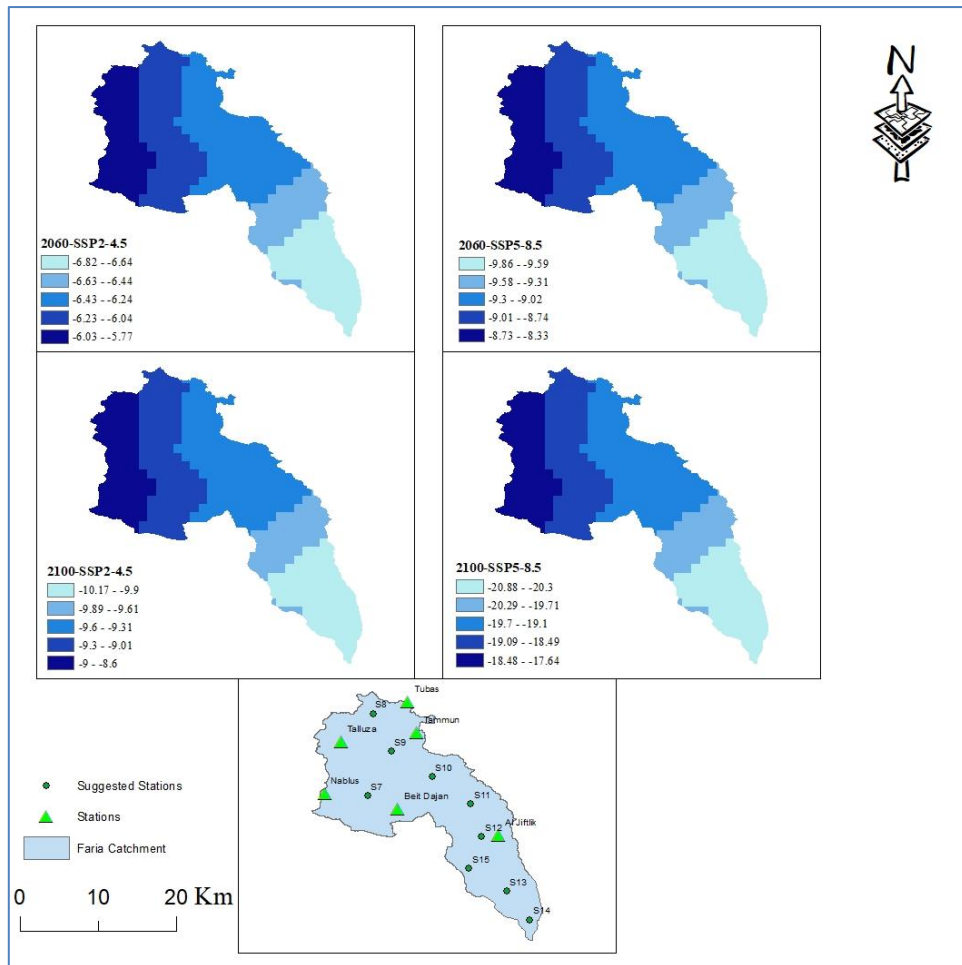 N
2060-SSP2-4.5
-6.82 - -6.64
-6.63 - -6.44
-6.43 - -6.24
-6.23 - -6.04
-6.03 - -5.77
2060-SSP5-8.5
-9.86 - -9.59
-9.58 - -9.31
-9.3 - -9.02
-9.01 - -8.74
-8.73 - -8.33
2100-SSP2-4.5
-10.17 - -9.9
-9.89 - -9.61
-9.6 - -9.31
-9.3 - -9.01
-9 - -8.6
2100-SSP5-8.5
-20.88 - -20.3
-20.29 - -19.71
-19.7 - -19.1
-19.09 - -18.49
-18.48 - -17.64
Tubas
S8
Tammun
Talluza
S9
S10
Nablus
S7
Beit Dajan
S11
S12
Al Jiftlik
S15
S13
S14
Suggested Stations
Stations
Faria Catchment
0 10 20 Km